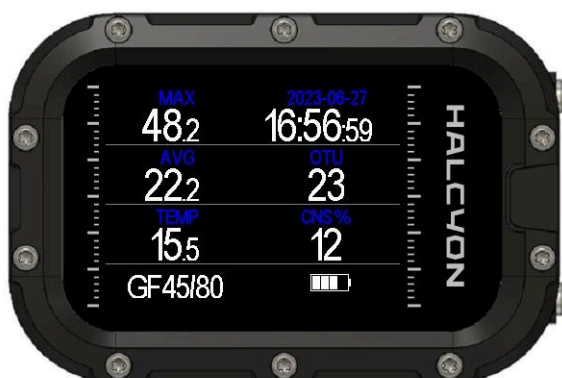 MAX 2023-06-27
48.2 16:56:59
AVG OTU
22.2 23
TEMP CNS%
15.5 12
GF45/80
HALCYON